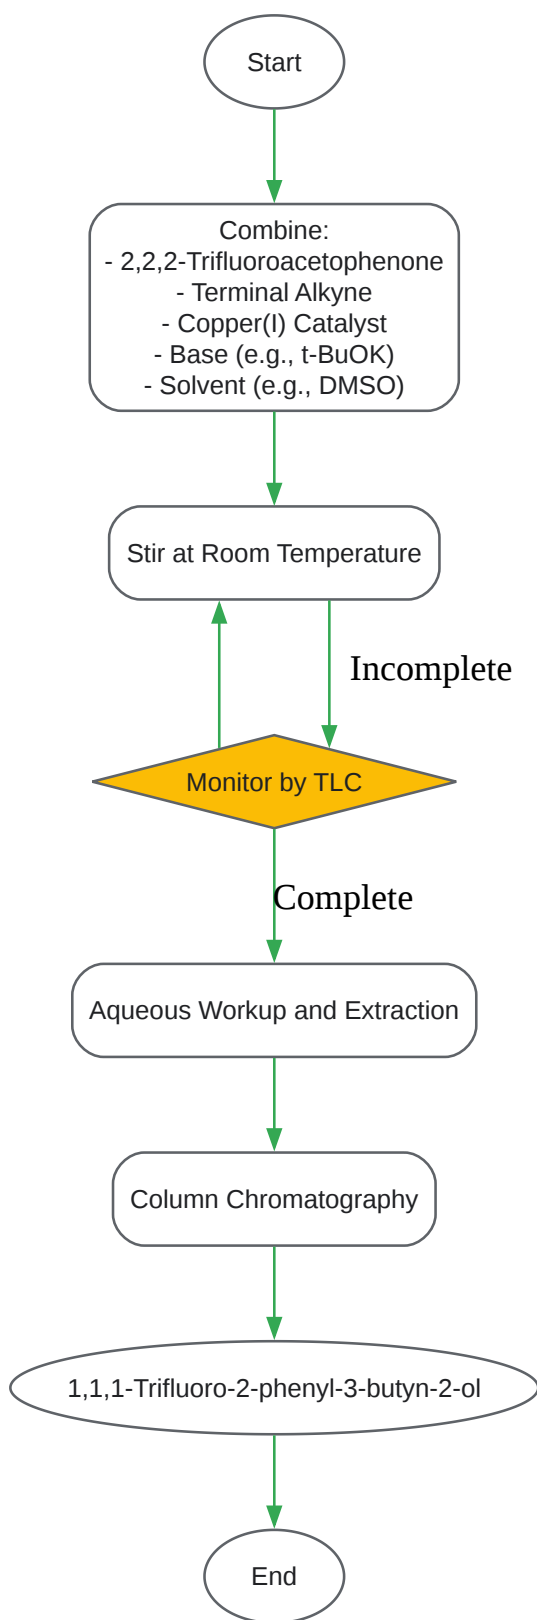 Start
Combine:
- 2,2,2-Trifluoroacetophenone
- Terminal Alkyne
- Copper(I) Catalyst
- Base (e.g., t-BuOK)
- Solvent (e.g., DMSO)
Stir at Room Temperature
Incomplete
Monitor by TLC
Complete
Aqueous Workup and Extraction
Column Chromatography
1,1,1-Trifluoro-2-phenyl-3-butyn-2-ol
End